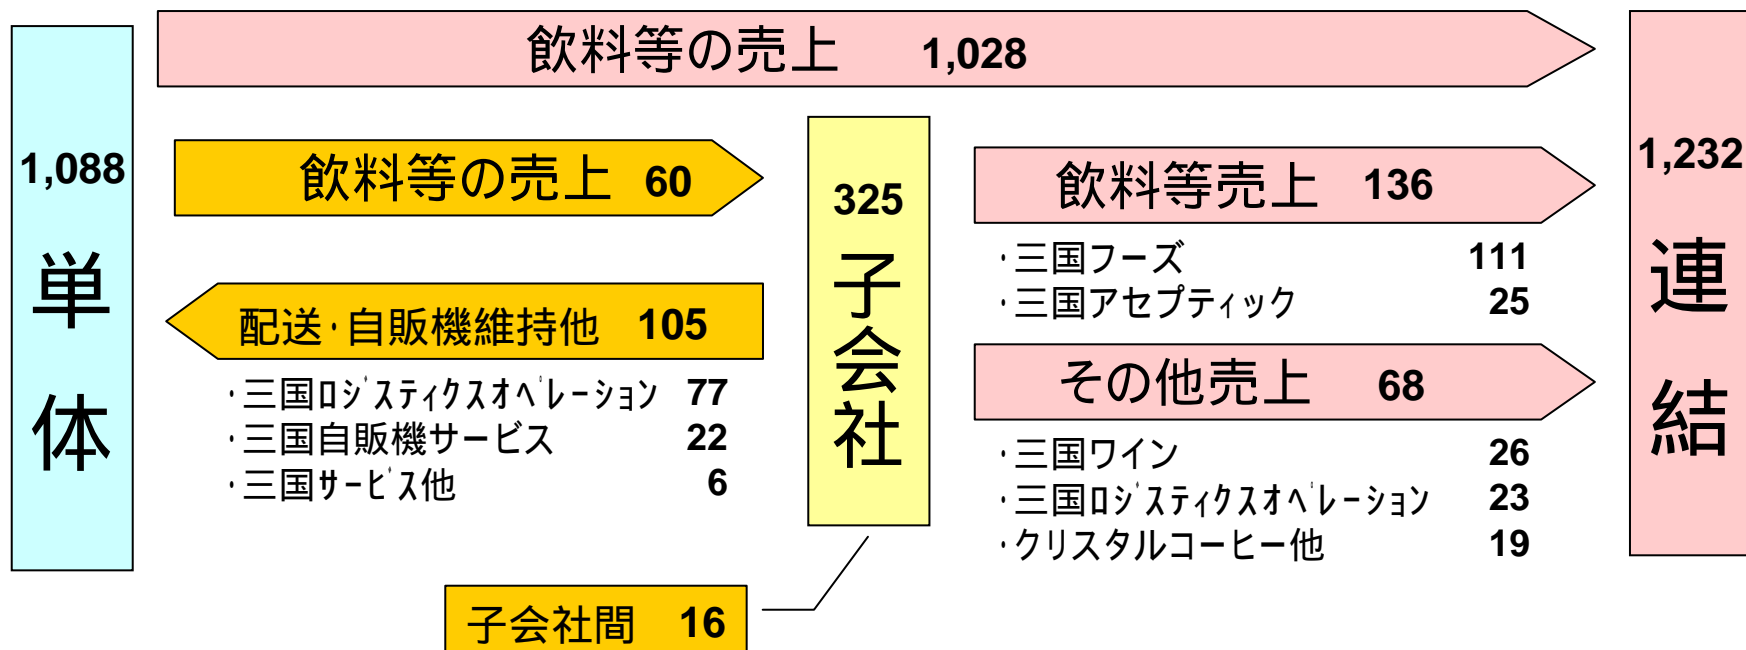 飲料等の売上 1,028
1,088
単体
飲料等の売上 60
配送・自販機維持他 105
・三国ロジスティクスオペレーション 77
・三国自販機サービス 22
・三国サービス他 6
325
子会社
子会社間 16
飲料等売上 136
・三国フーズ 111
・三国アセプティック 25
その他売上 68
・三国ワイン 26
・三国ロジスティクスオペレーション 23
・クリスタルコーヒー他 19
1,232
連結